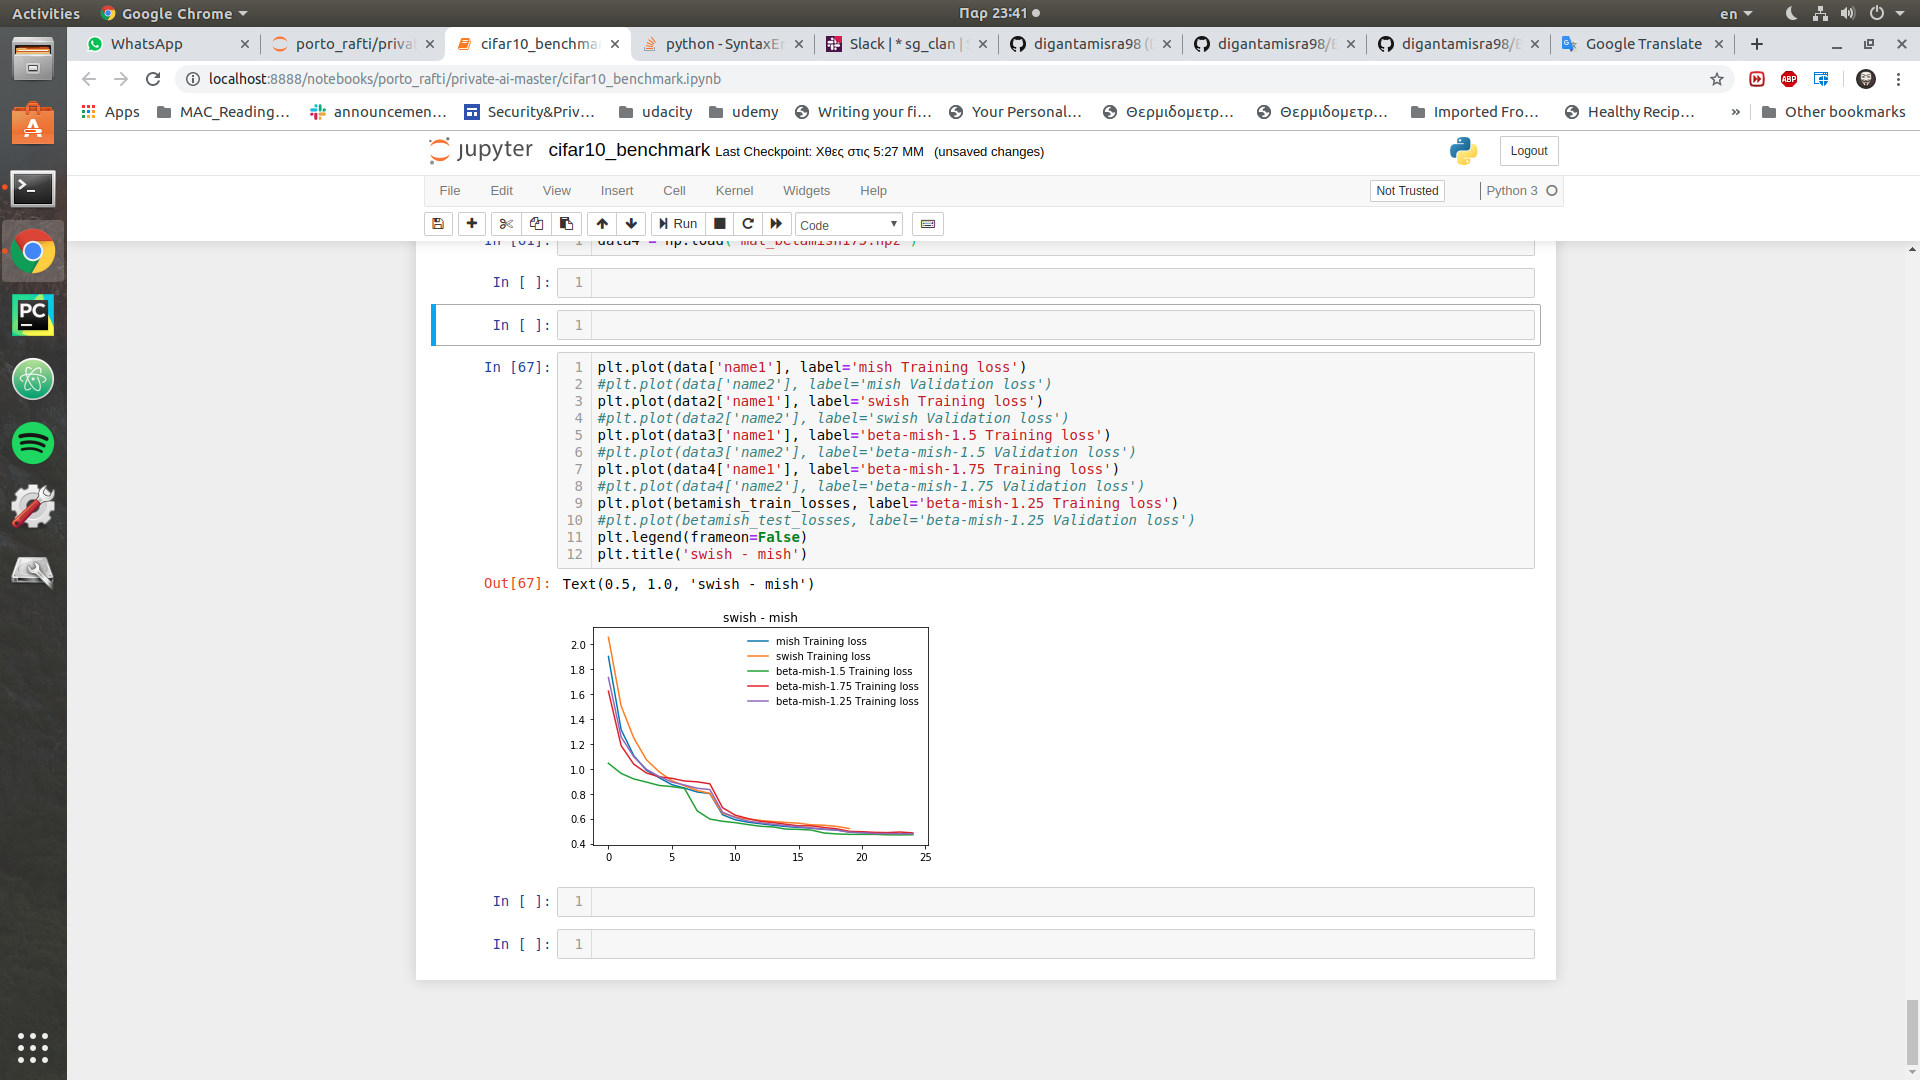 Activities
Google Chrome
Παρ 23:41
en
WhatsApp
porto_rafti/priva
cifar10_benchma
python - SyntaxEr
Slack | * sg_clan |
digantamisra98 (
digantamisra98/E
digantamisra98/E
Google Translate
localhost:8888/notebooks/porto_rafti/private-ai-master/cifar10_benchmark.ipynb
ABP
Apps
MAC_Reading...
announcemen...
Security&Priv...
udacity
udemy
Writing your fi...
Your Personal...
Θερμιδομετρ...
Θερμιδομετρ...
Imported Fro...
Healthy Recip...
»
Other bookmarks
jupyter
cifar10_benchmark Last Checkpoint: Χθες στις 5:27 ΜΜ (unsaved changes)
Logout
File Edit View Insert Cell Kernel Widgets Help
Not Trusted
Python 3
Run
Code
PC
In [61]: 1 data4 = np.load('mat_betamish175.npz')
In [ ]: 1
In [ ]: 1
In [67]:
1 plt.plot(data['name1'], label='mish Training loss')
2 #plt.plot(data['name2'], label='mish Validation loss')
3 plt.plot(data2['name1'], label='swish Training loss')
4 #plt.plot(data2['name2'], label='swish Validation loss')
5 plt.plot(data3['name1'], label='beta-mish-1.5 Training loss')
6 #plt.plot(data3['name2'], label='beta-mish-1.5 Validation loss')
7 plt.plot(data4['name1'], label='beta-mish-1.75 Training loss')
8 #plt.plot(data4['name2'], label='beta-mish-1.75 Validation loss')
9 plt.plot(betamish_train_losses, label='beta-mish-1.25 Training loss')
10 #plt.plot(betamish_test_losses, label='beta-mish-1.25 Validation loss')
11 plt.legend(frameon=False)
12 plt.title('swish - mish')
Out[67]: Text(0.5, 1.0, 'swish - mish')
swish - mish
mish Training loss
swish Training loss
beta-mish-1.5 Training loss
beta-mish-1.75 Training loss
beta-mish-1.25 Training loss
2.0
1.8
1.6
1.4
1.2
1.0
0.8
0.6
0.4
0 5 10 15 20 25
In [ ]: 1
In [ ]: 1